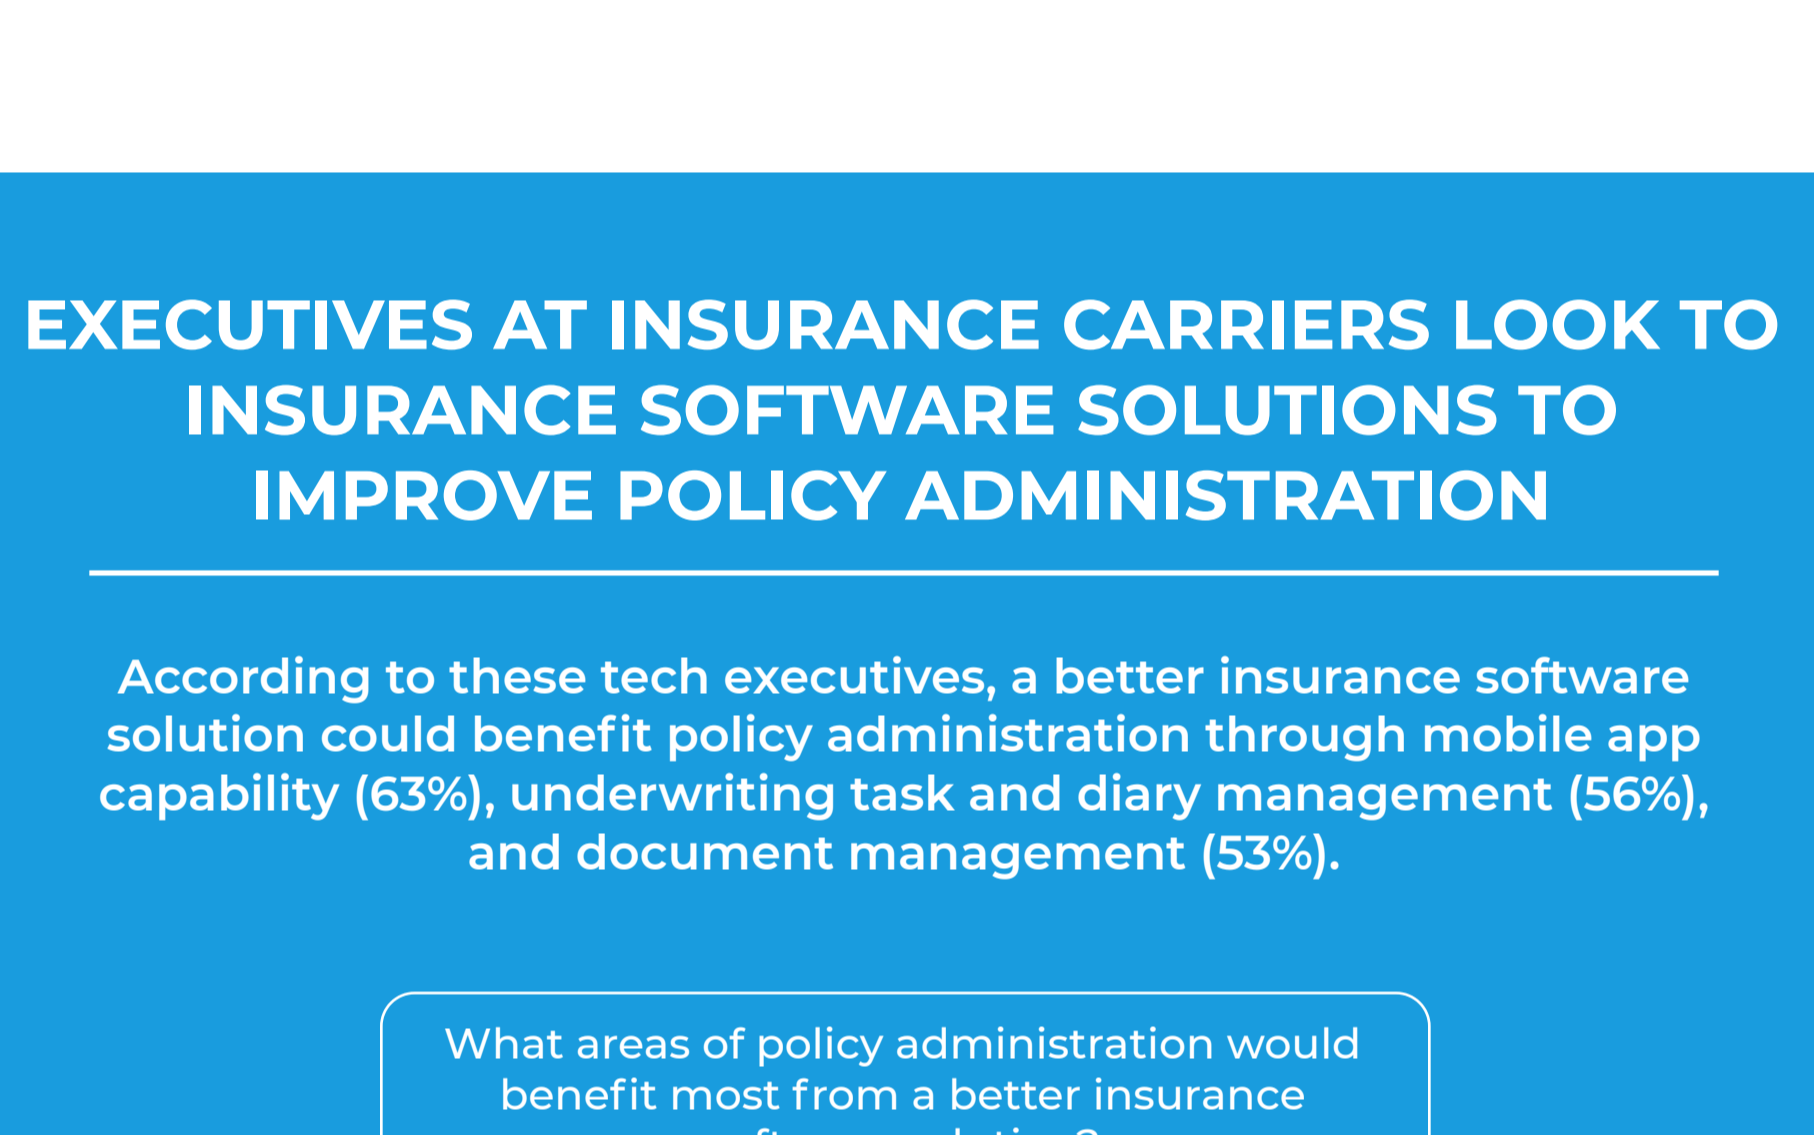 EXECUTIVES AT INSURANCE CARRIERS LOOK TO
INSURANCE SOFTWARE SOLUTIONS TO
IMPROVE POLICY ADMINISTRATION
According to these tech executives, a better insurance software
solution could benefit policy administration through mobile app
capability (63%), underwriting task and diary management (56%),
and document management (53%).
What areas of policy administration would
benefit most from a better insurance